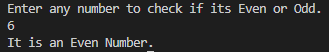 Enter any number to check if its Even or Odd.
6
It is an Even Number.